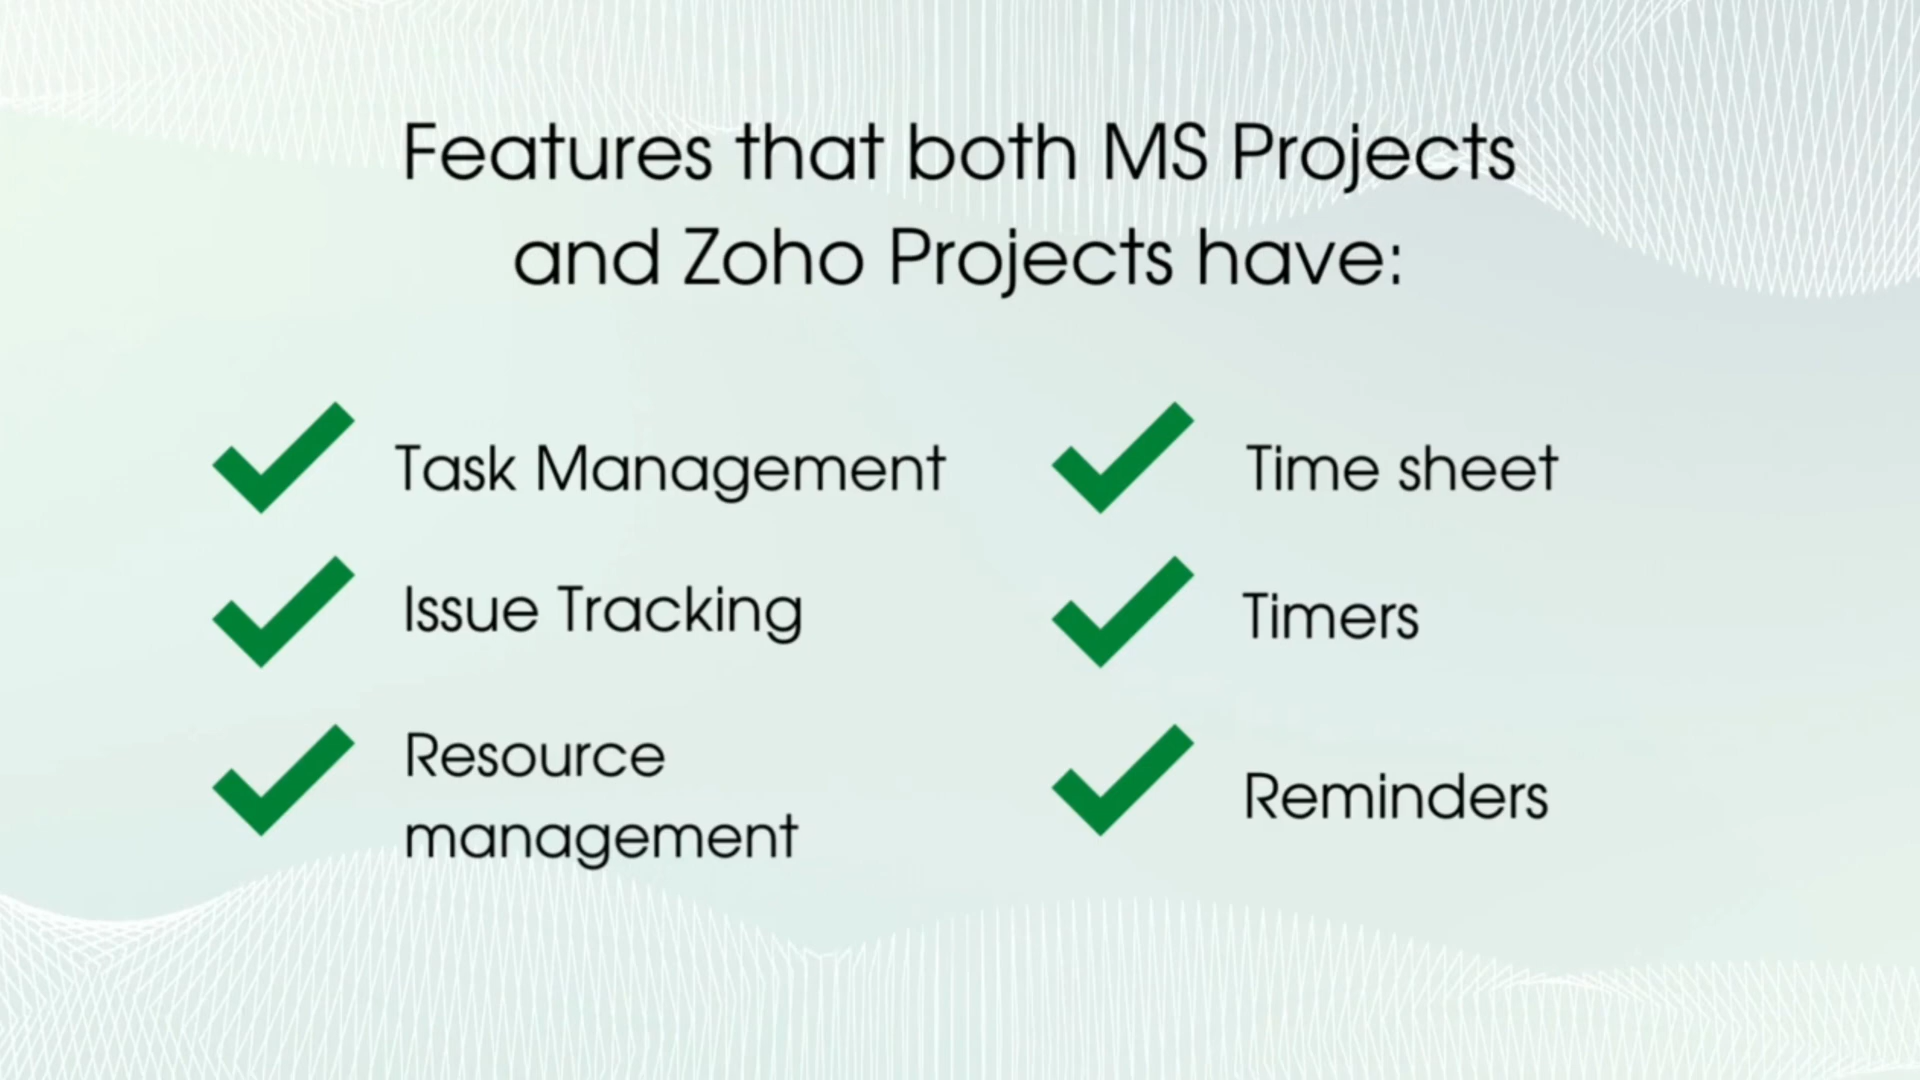 Features that both MS Projects
and Zoho Projects have:
Task Management
Issue Tracking
Resource
management
Time sheet
Timers
Reminders